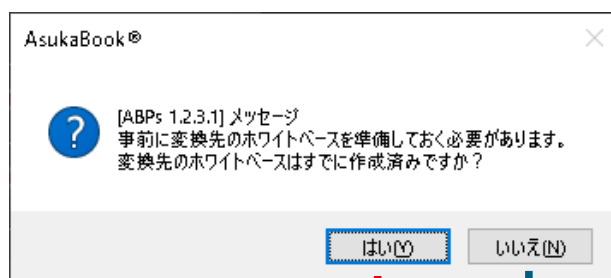 AsukaBook®
[ABPs 1.2.3.1] メッセージ
事前に変換先のホワイトベースを準備しておく必要があります。
変換先のホワイトベースはすでに作成済みですか？
はい(Y)
いいえ(N)